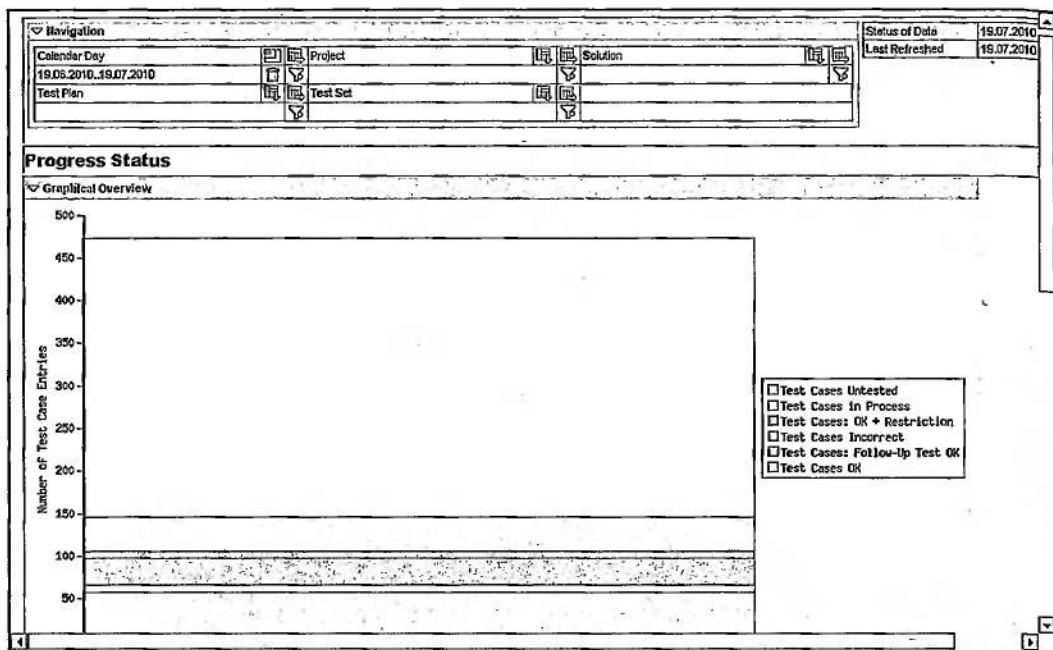 Navigation
Status of Data 19.07.2010
Calendar Day Project Solution
Last Refreshed 19.07.2010
19.06.2010..19.07.2010
Test Plan Test Set
Progress Status
Graphical Overview
500
450
400
350
300
250
200
150
100
50
Number of Test Case Entries
Test Cases Untested
Test Cases in Process
Test Cases: OK + Restriction
Test Cases Incorrect
Test Cases: Follow-Up Test OK
Test Cases OK